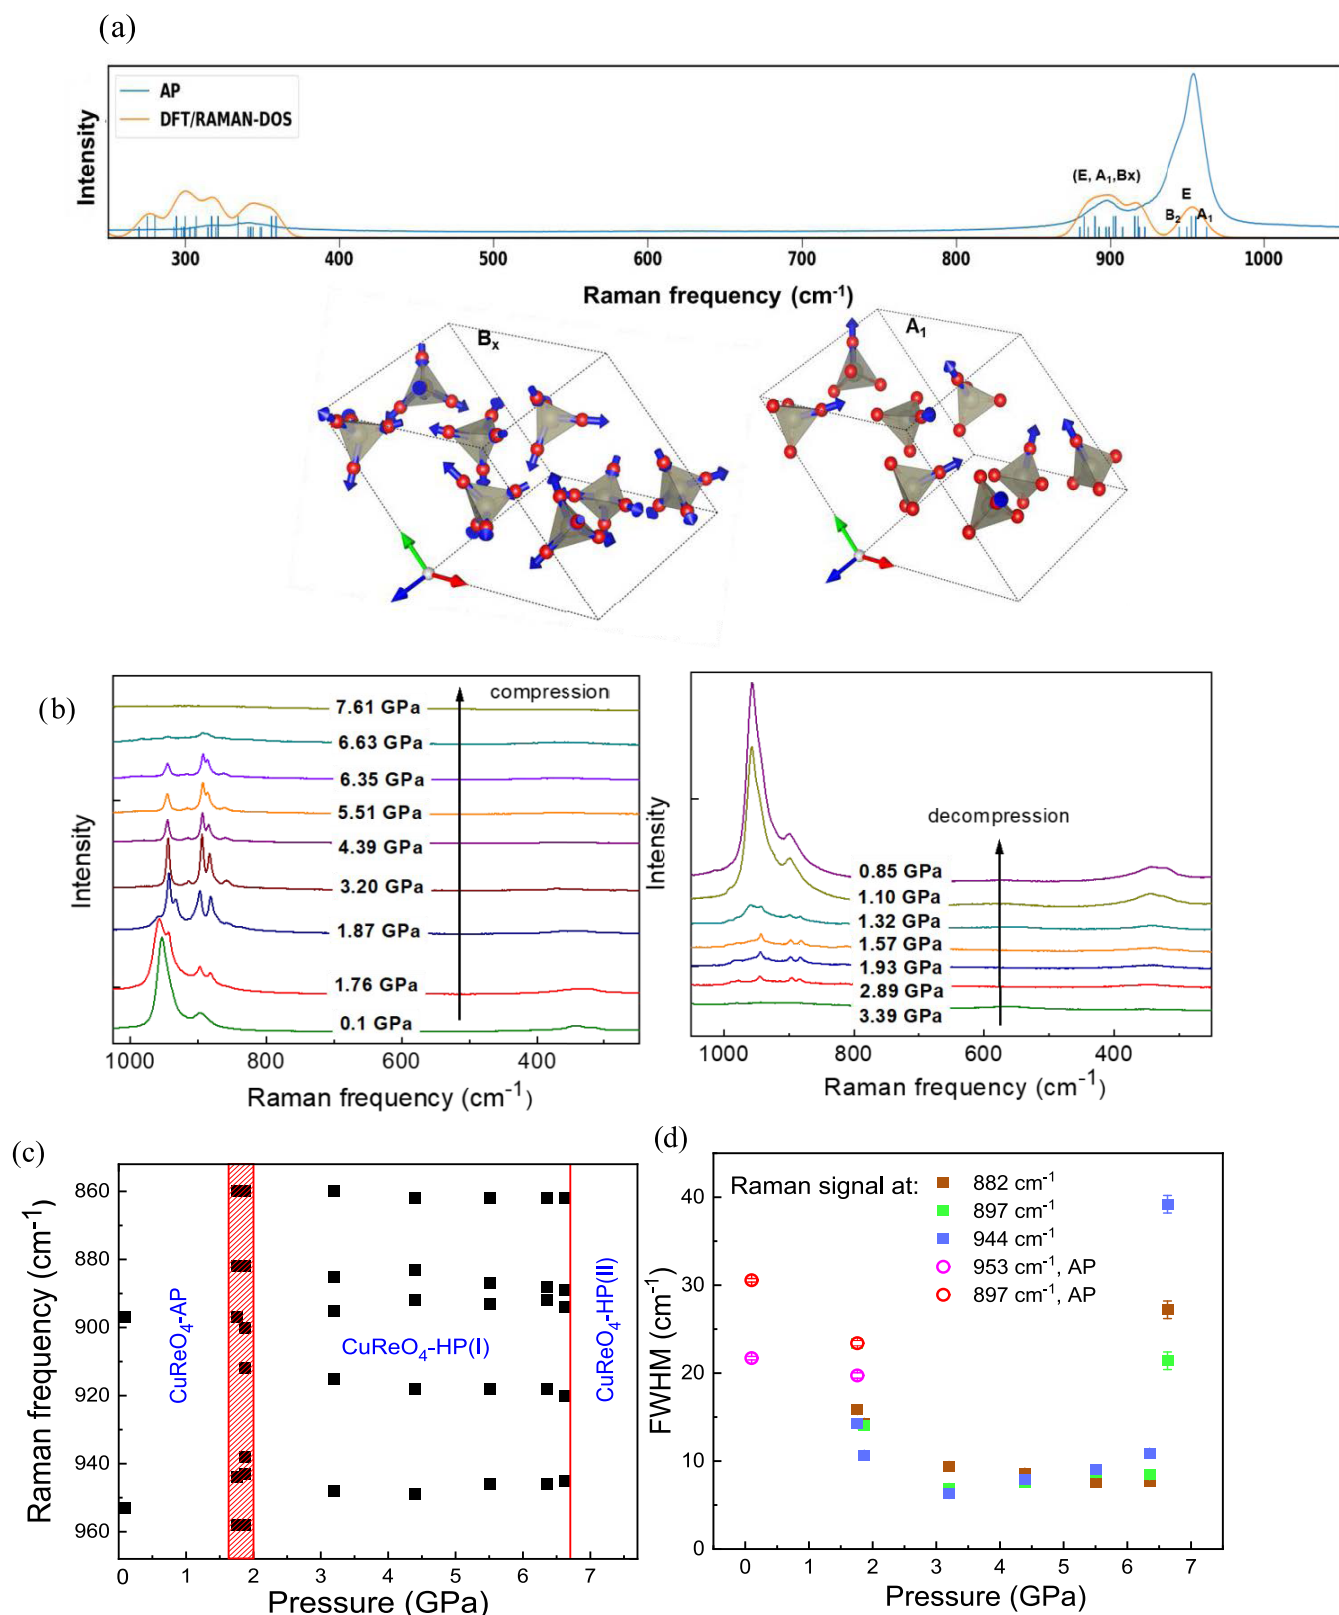 (a)
AP
DFT/RAMAN-DOS
Intensity
(E, A₁,Bx)
E
B₂
A₁
300 400 500 600 700 800 900 1000
Raman frequency (cm⁻¹)
Bₓ
A₁
(b)
compression
7.61 GPa
6.63 GPa
6.35 GPa
5.51 GPa
4.39 GPa
3.20 GPa
1.87 GPa
1.76 GPa
0.1 GPa
Intensity
1000 800 600 400
Raman frequency (cm⁻¹)
decompression
0.85 GPa
1.10 GPa
1.32 GPa
1.57 GPa
1.93 GPa
2.89 GPa
3.39 GPa
Intensity
1000 800 600 400
Raman frequency (cm⁻¹)
(c)
860
880
900
920
940
960
Raman frequency (cm⁻¹)
CuReO₄-AP
CuReO₄-HP(I)
CuReO₄-HP(II)
0 1 2 3 4 5 6 7
Pressure (GPa)
(d)
Raman signal at:
882 cm⁻¹
897 cm⁻¹
944 cm⁻¹
953 cm⁻¹, AP
897 cm⁻¹, AP
40
30
20
10
0
FWHM (cm⁻¹)
0 1 2 3 4 5 6 7
Pressure (GPa)